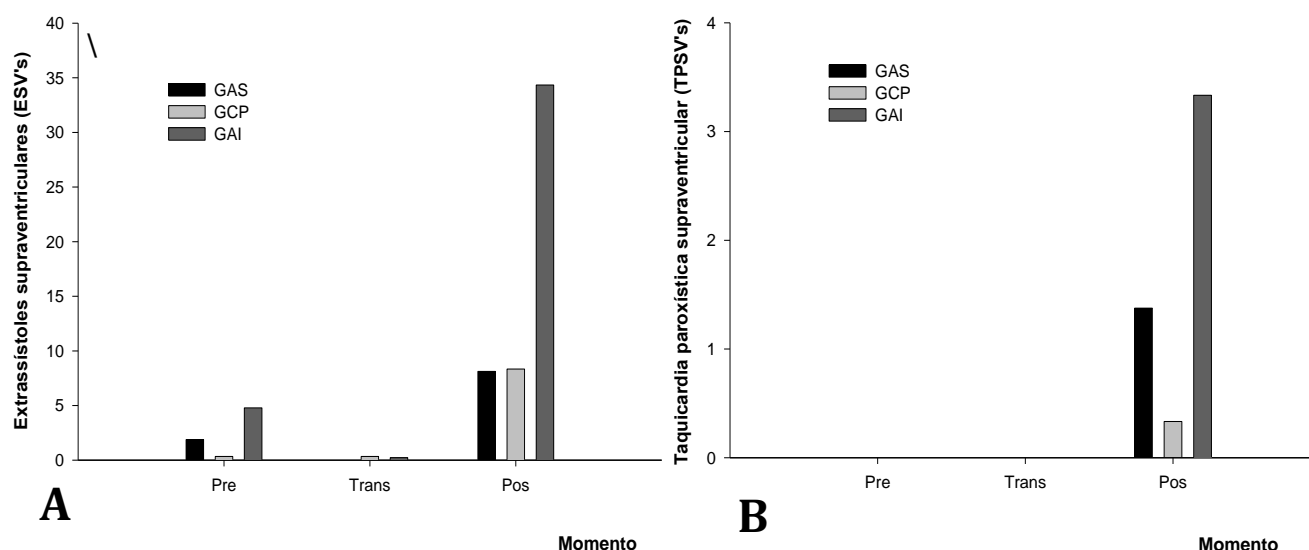 Extrassístoles supraventriculares (ESV's)
40
35
30
25
20
15
10
5
0
\
GAS
GCP
GAI
Pre Trans Pos
A
Momento
Taquicardia paroxística supraventricular (TPSV's)
4
3
2
1
0
GAS
GCP
GAI
Pre Trans Pos
B
Momento